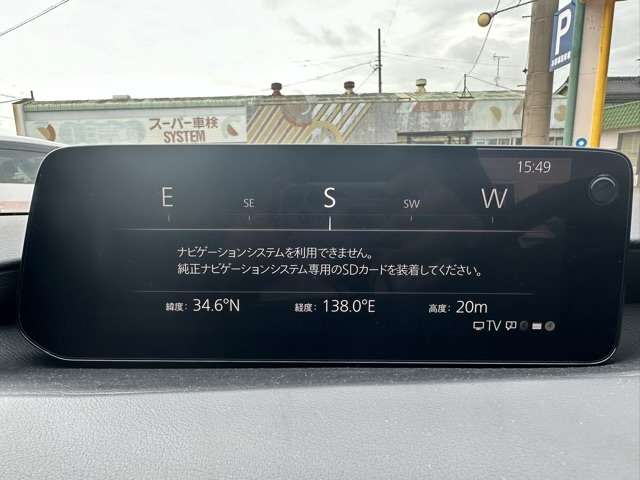 P
スーパー車検
SYSTEM
15:49
E SE S SW W
ナビゲーションシステムを利用できません。
純正ナビゲーションシステム専用のSDカードを装着してください。
緯度: 34.6°N 経度: 138.0°E 高度: 20m
TV